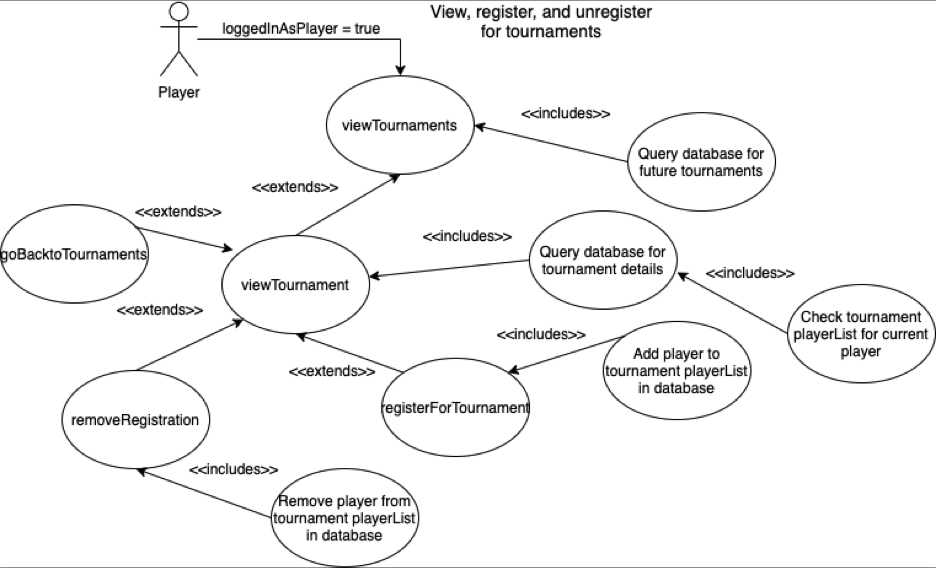 View, register, and unregister
for tournaments
loggedInAsPlayer = true
Player
viewTournaments
<<includes>>
Query database for
future tournaments
<<extends>>
<<extends>>
goBacktoTournaments
<<includes>>
Query database for
tournament details
viewTournament
<<includes>>
<<extends>>
Check tournament
playerList for current
player
<<includes>>
Add player to
tournament playerList
in database
<<extends>>
registerForTournament
removeRegistration
<<includes>>
Remove player from
tournament playerList
in database